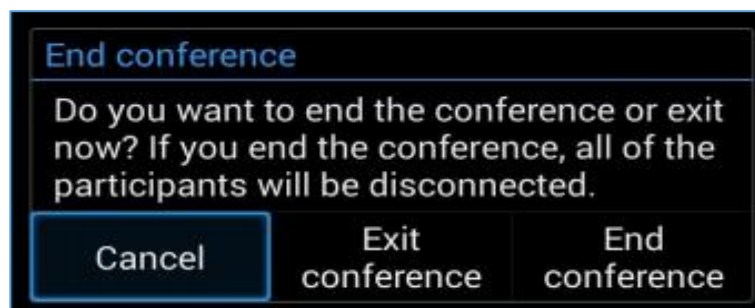 End conference
Do you want to end the conference or exit
now? If you end the conference, all of the
participants will be disconnected.
Cancel
Exit
conference
End
conference